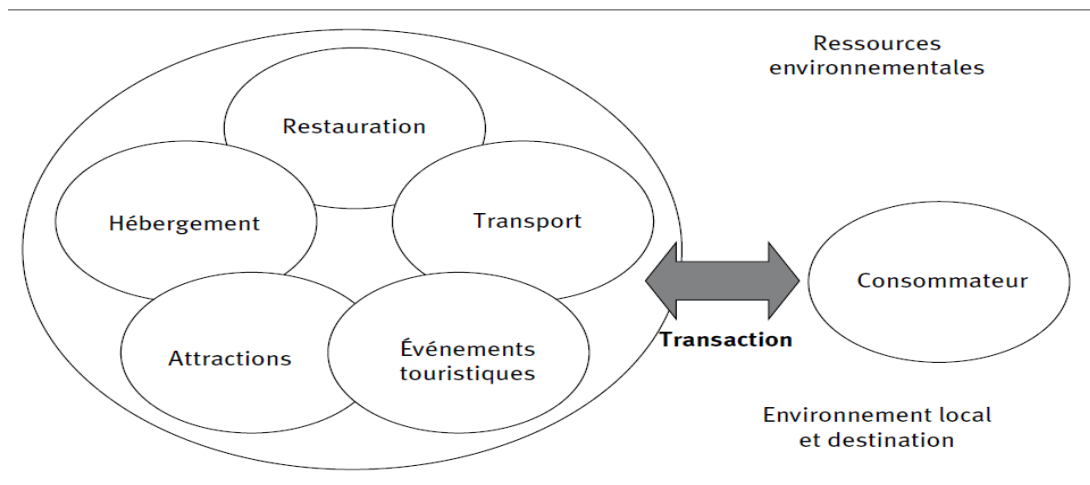 Ressources
environnementales
Restauration
Hébergement
Transport
Consommateur
Transaction
Attractions
Événements
touristiques
Environnement local
et destination